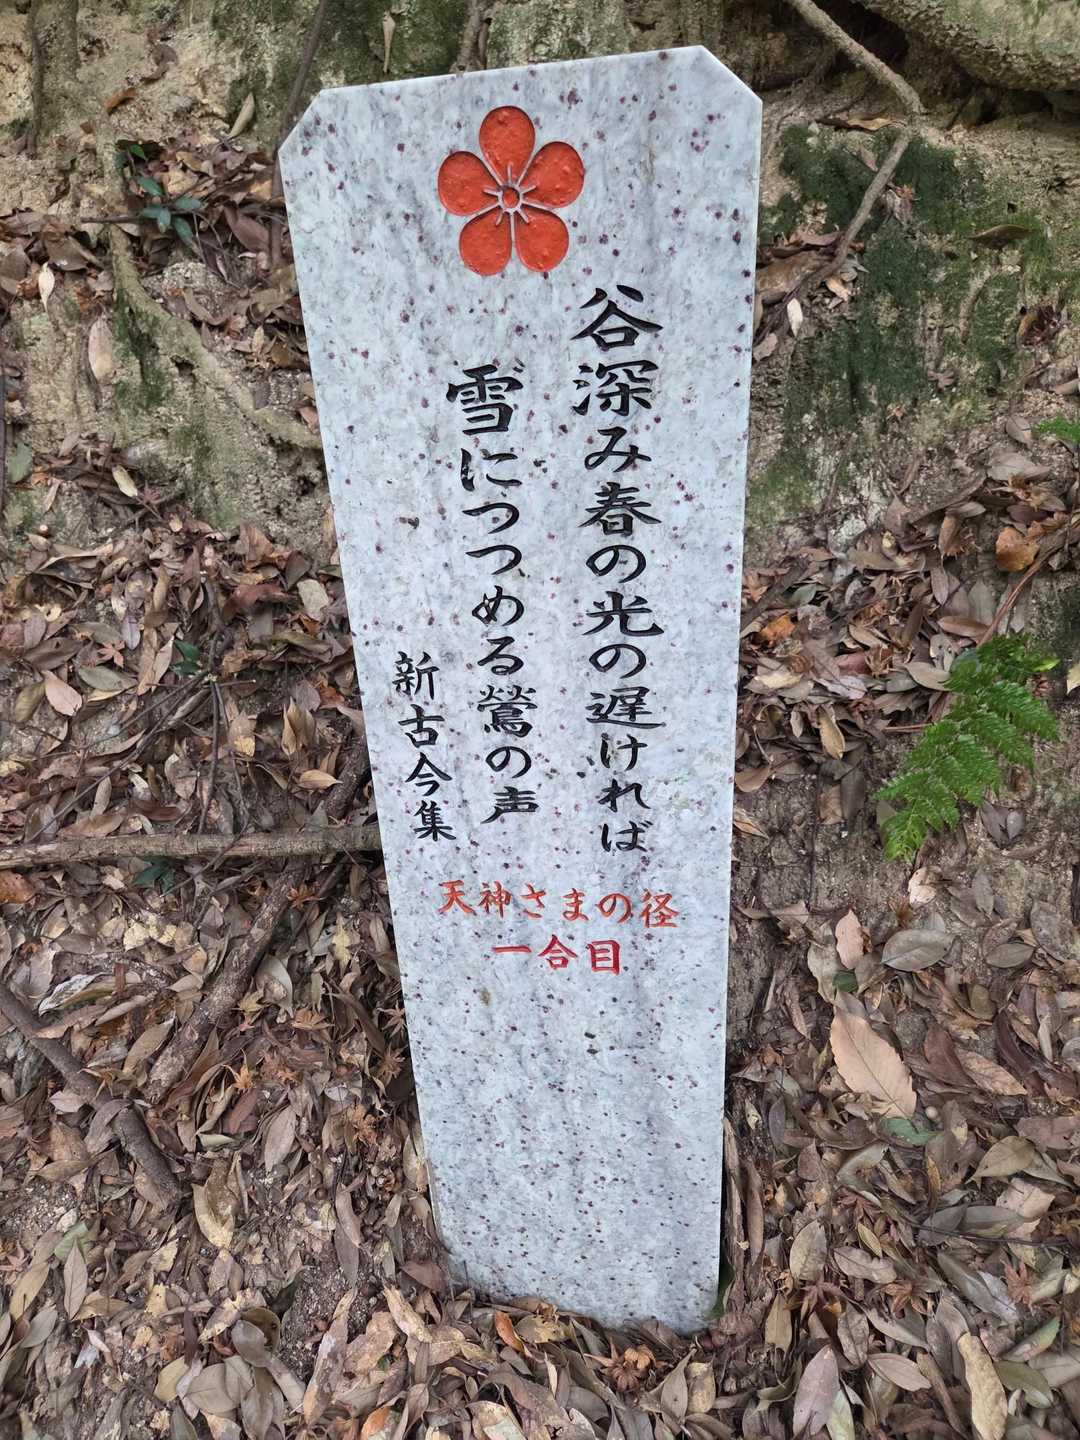 谷深み春の光の遅ければ
雪につつめる鶯の声
新古今集
天神さまの径
一合目